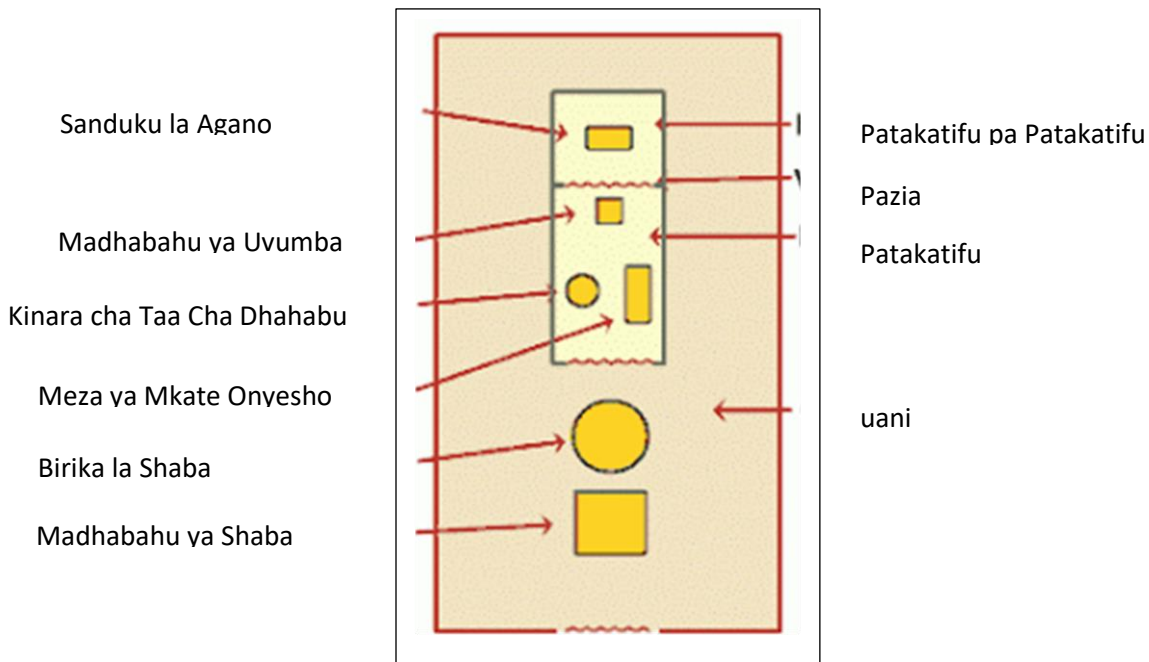 Sanduku la Agano
Madhabahu ya Uvumba
Kinara cha Taa Cha Dhahabu
Meza ya Mkate Onyesho
Birika la Shaba
Madhabahu ya Shaba
Patakatifu pa Patakatifu
Pazia
Patakatifu
uani